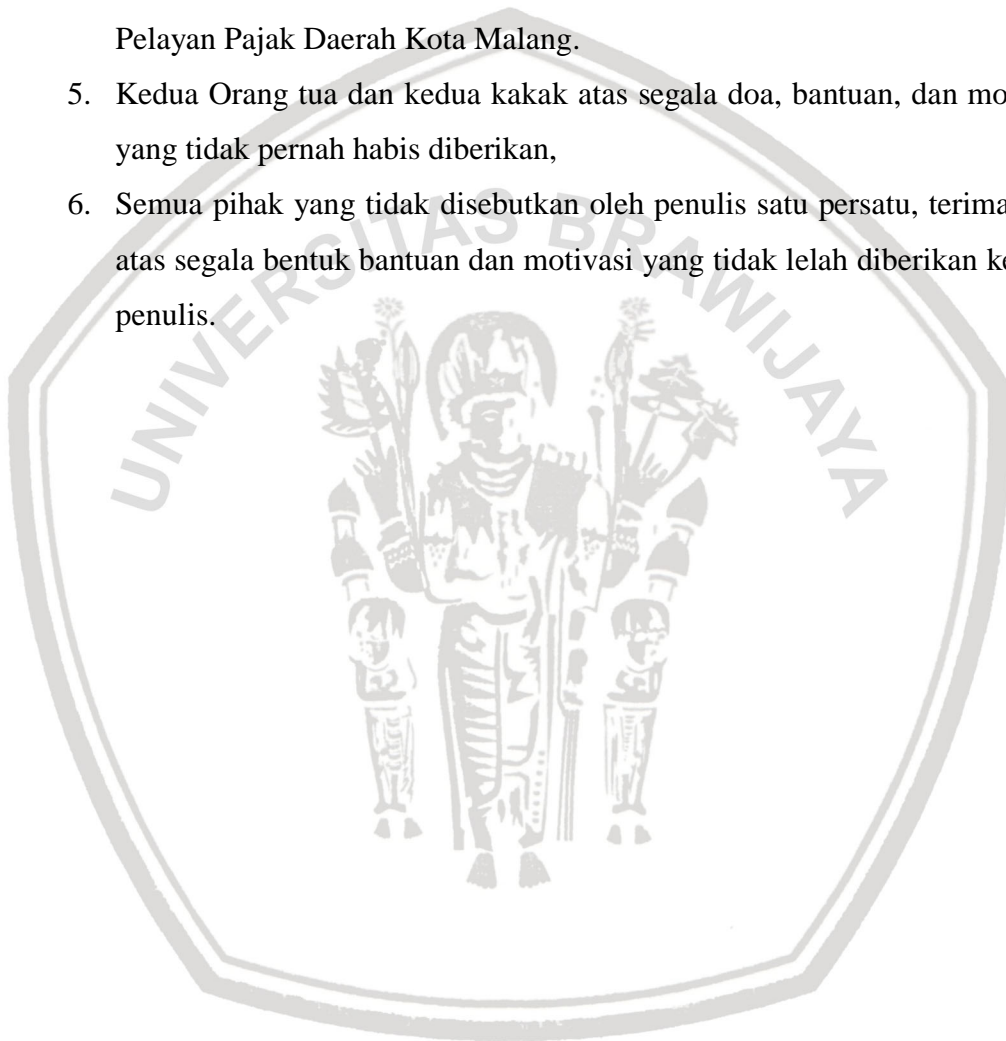 Pelayan Pajak Daerah Kota Malang.
5. Kedua Orang tua dan kedua kakak atas segala doa, bantuan, dan mo
yang tidak pernah habis diberikan,
6. Semua pihak yang tidak disebutkan oleh penulis satu persatu, terima
atas segala bentuk bantuan dan motivasi yang tidak lelah diberikan ke
penulis.
UNIVERSITAS BRAWIJAYA